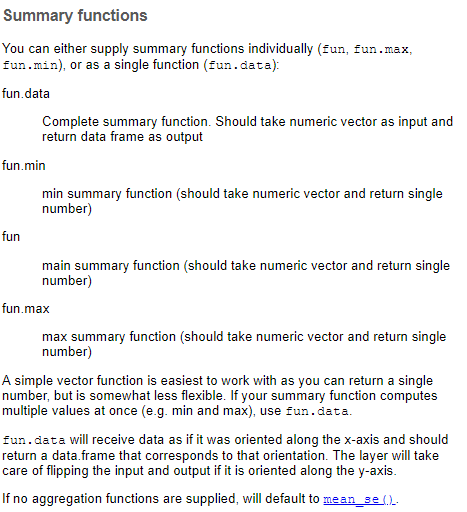 Summary functions
You can either supply summary functions individually (fun, fun.max,
fun.min), or as a single function (fun.data):
fun.data
Complete summary function. Should take numeric vector as input and
return data frame as output
fun.min
min summary function (should take numeric vector and return single
number)
fun
main summary function (should take numeric vector and return single
number)
fun.max
max summary function (should take numeric vector and return single
number)
A simple vector function is easiest to work with as you can return a single
number, but is somewhat less flexible. If your summary function computes
multiple values at once (e.g. min and max), use fun.data.
fun.data will receive data as if it was oriented along the x-axis and should
return a data.frame that corresponds to that orientation. The layer will take
care of flipping the input and output if it is oriented along the y-axis.
If no aggregation functions are supplied, will default to mean_se().